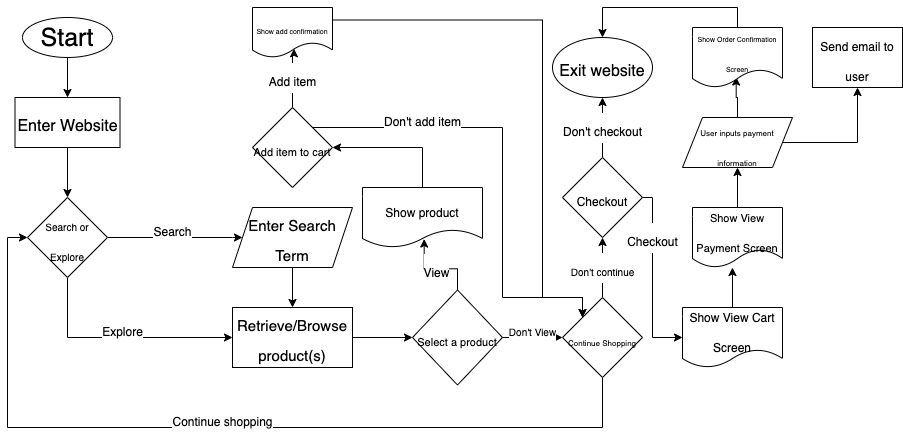 Start
Enter Website
Search or
Explore
Search
Explore
Enter Search
Term
Retrieve/Browse
product(s)
Select a product
View
Don't View
Show product
Add item to cart
Add item
Don't add item
Show add confirmation
Continue Shopping
Continue shopping
Don't continue
Checkout
Don't checkout
Exit website
Checkout
Show View Cart
Screen
Show View
Payment Screen
User inputs payment
information
Show Order Confirmation
Screen
Send email to
user